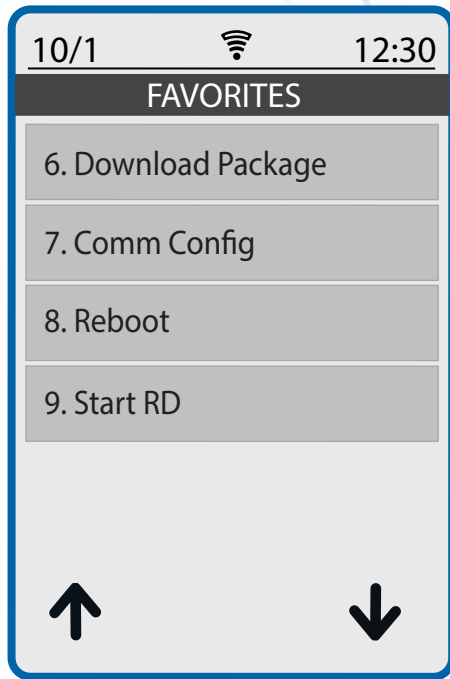 10/1 12:30
FAVORITES
6. Download Package
7. Comm Config
8. Reboot
9. Start RD